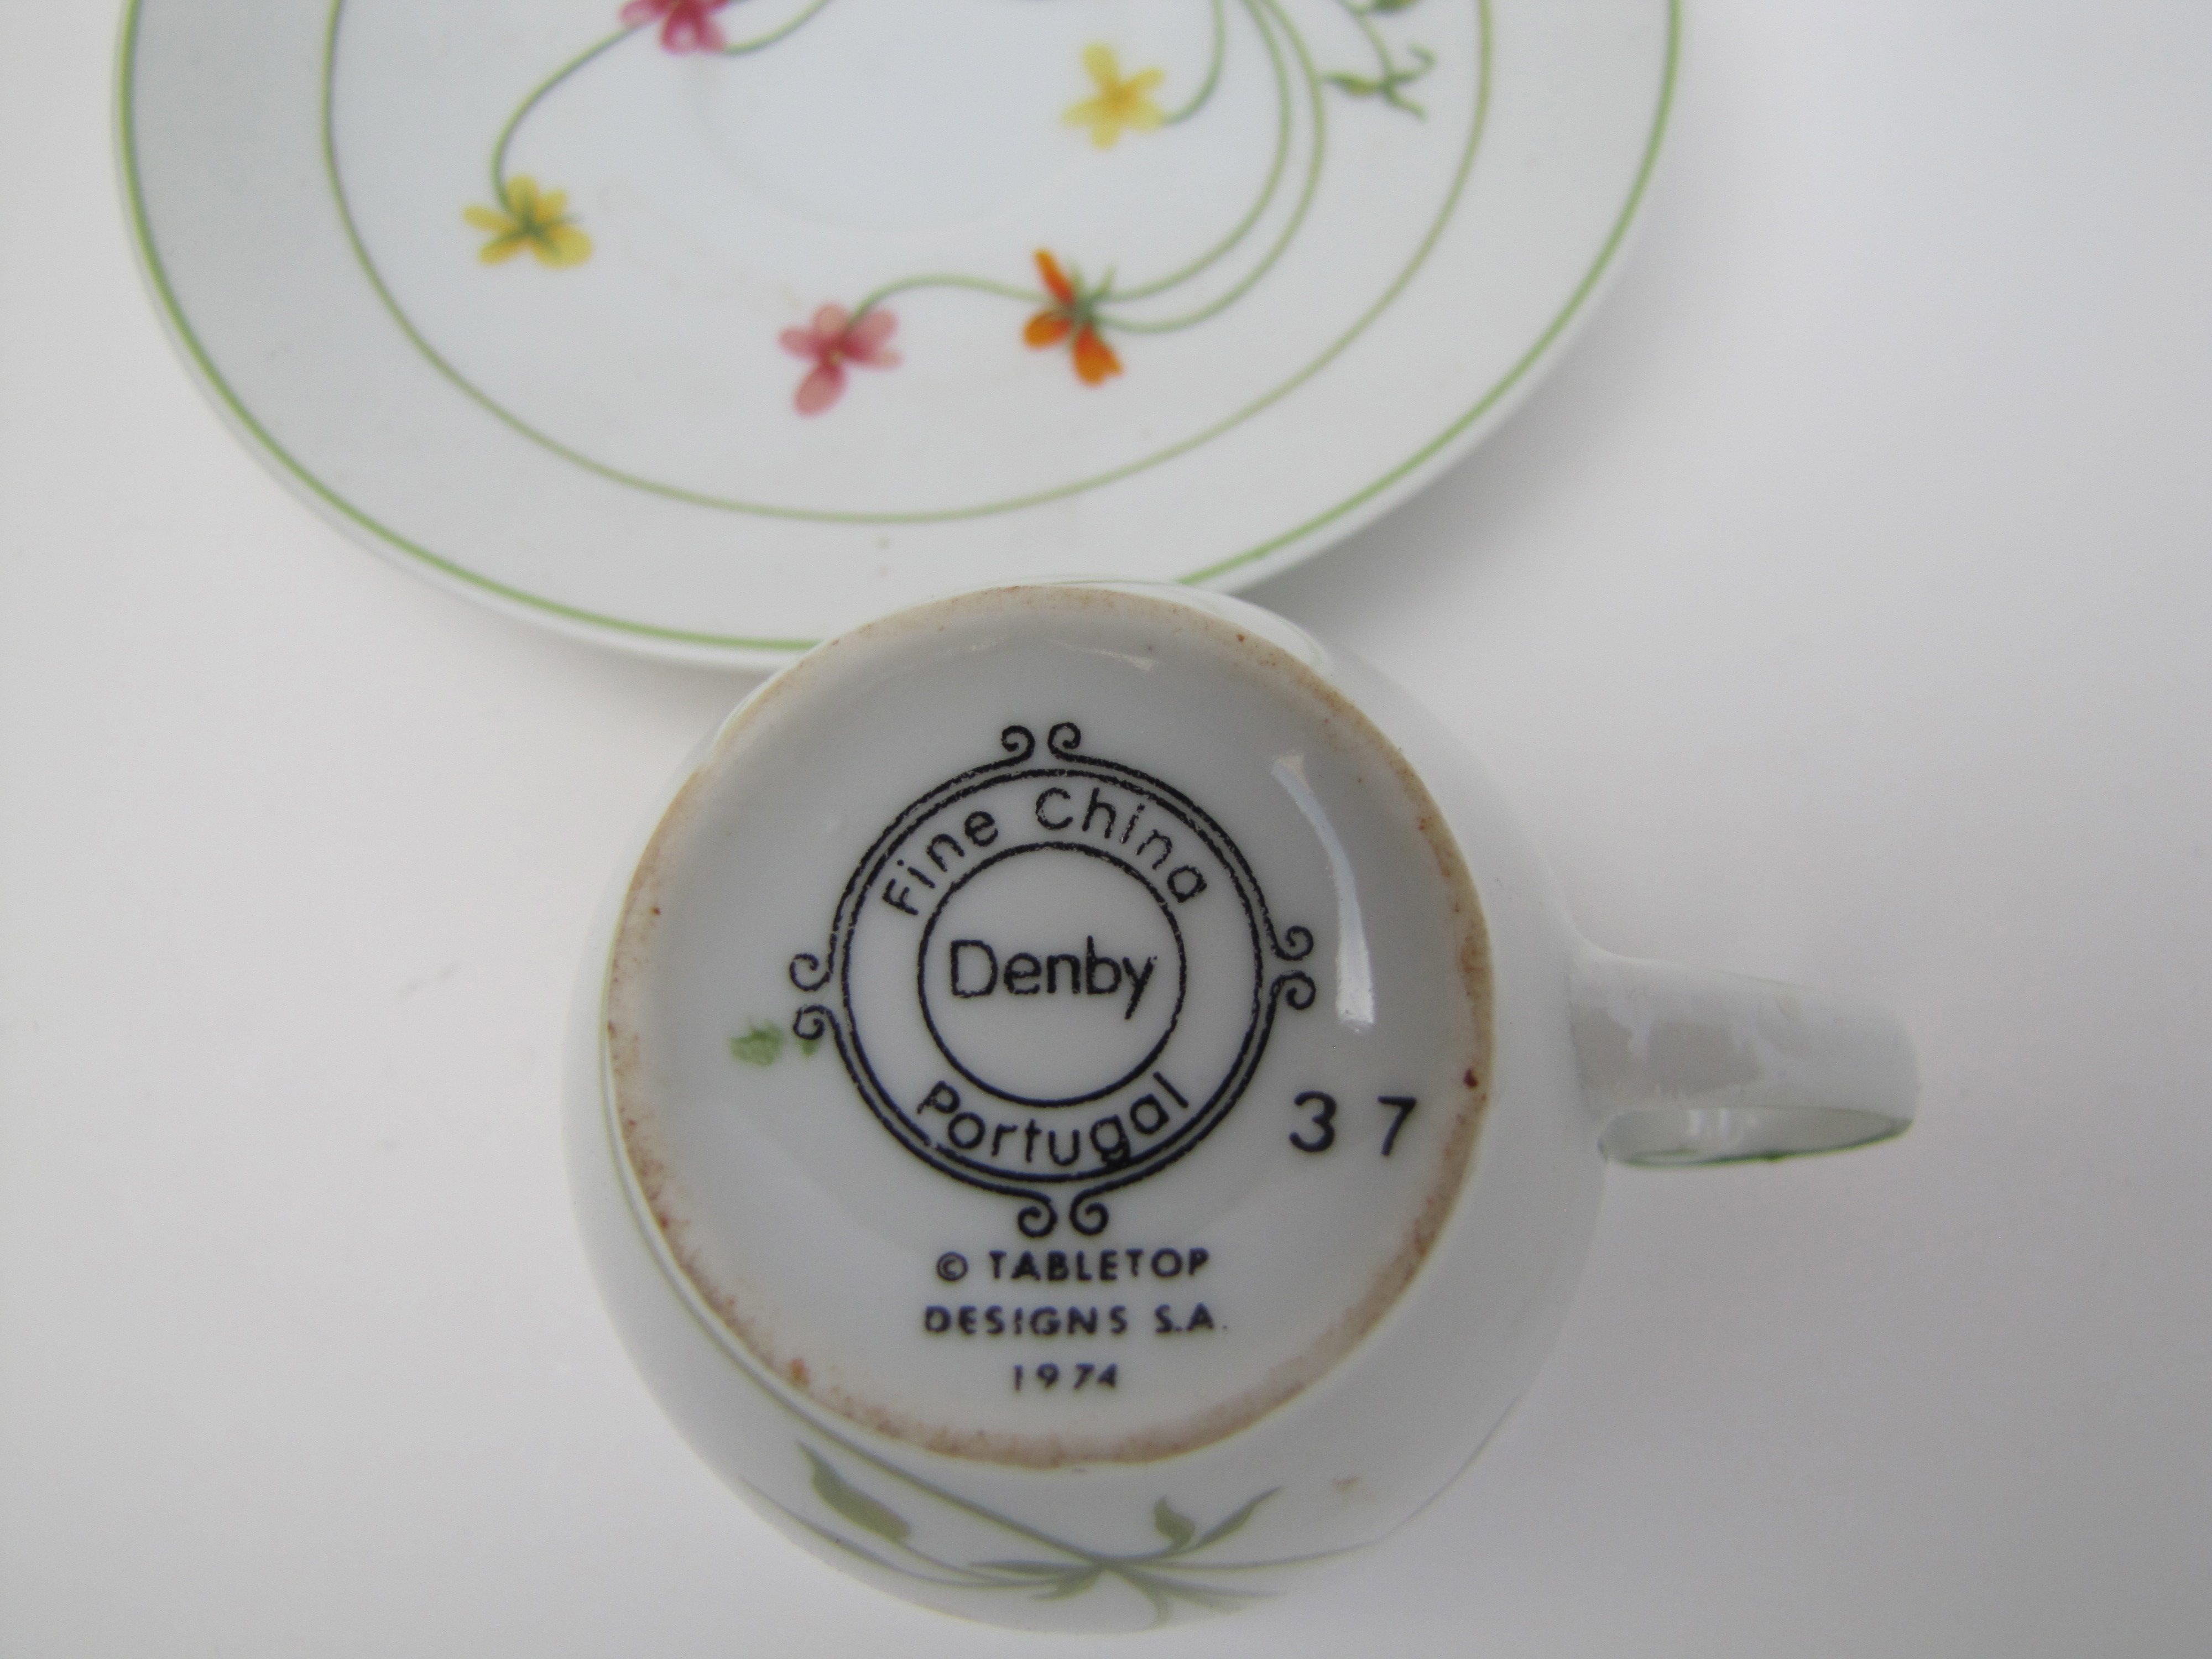 Fine China
Denby
Portugal
37
© TABLETOP
DESIGNS S.A.
1974